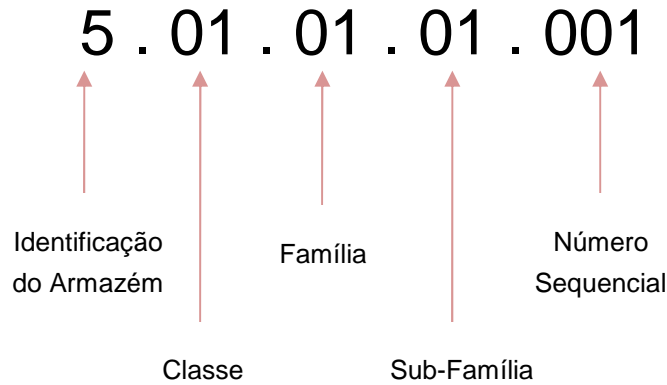 5 . 01 . 01 . 01 . 001
Identificação
do Armazém
Família
Número
Sequencial
Classe
Sub-Família